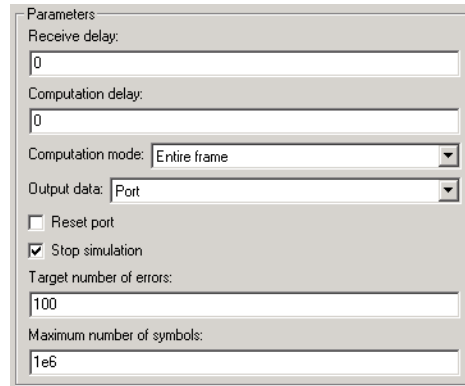 Parameters
Receive delay:
0
Computation delay:
0
Computation mode: Entire frame
Output data: Port
Reset port
Stop simulation
Target number of errors:
100
Maximum number of symbols:
1e6